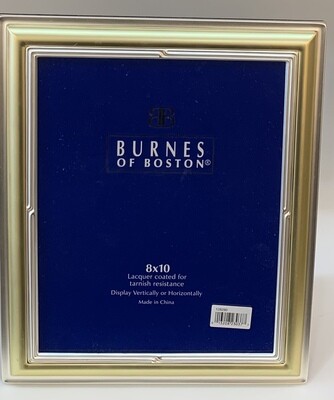 BURNES
OF BOSTON®
8x10
Lacquer coated for
tarnish resistance
Display Vertically or Horizontally
Made in China